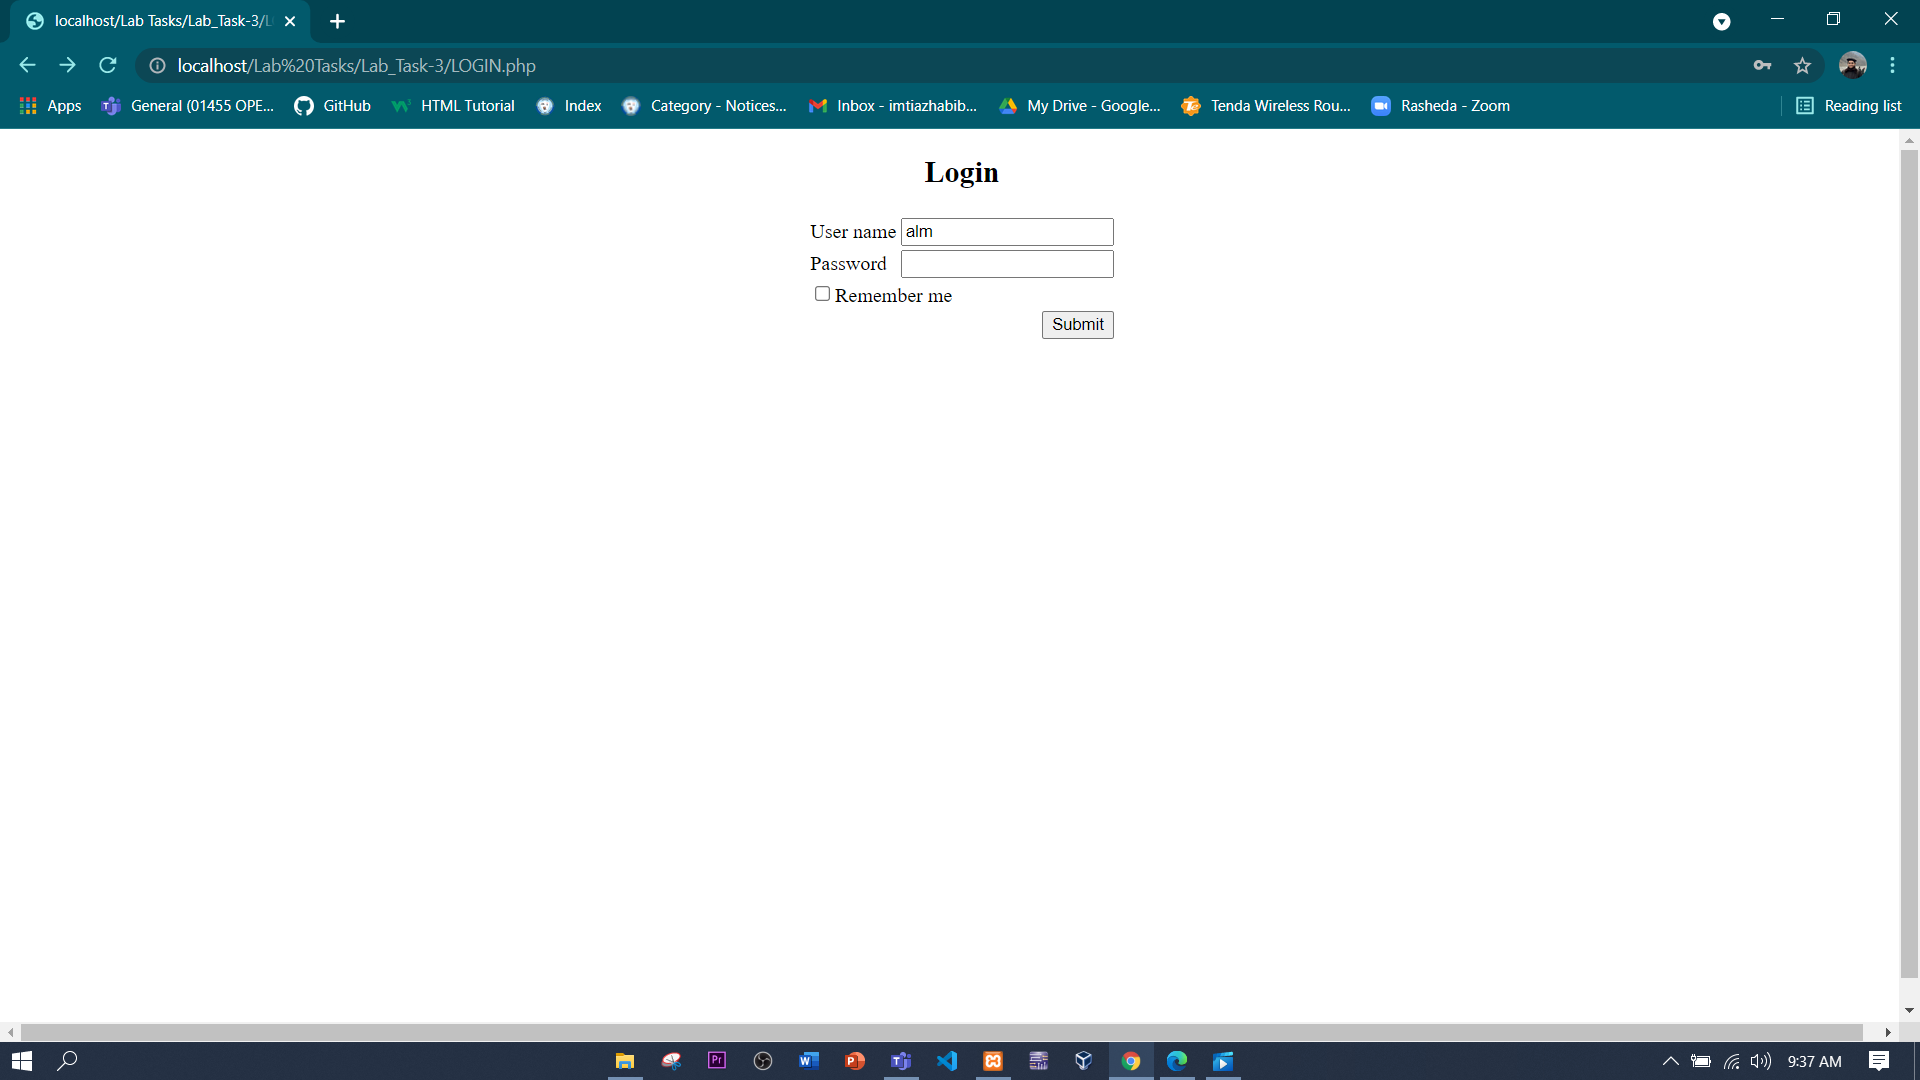 localhost/Lab Tasks/Lab_Task-3/L
localhost/Lab%20Tasks/Lab_Task-3/LOGIN.php
Apps
General (01455 OPE...
GitHub
HTML Tutorial
Index
Category - Notices...
Inbox - imtiazhabib...
My Drive - Google...
Tenda Wireless Rou...
Rasheda - Zoom
Reading list
Login
User name alm
Password
Remember me
Submit
9:37 AM